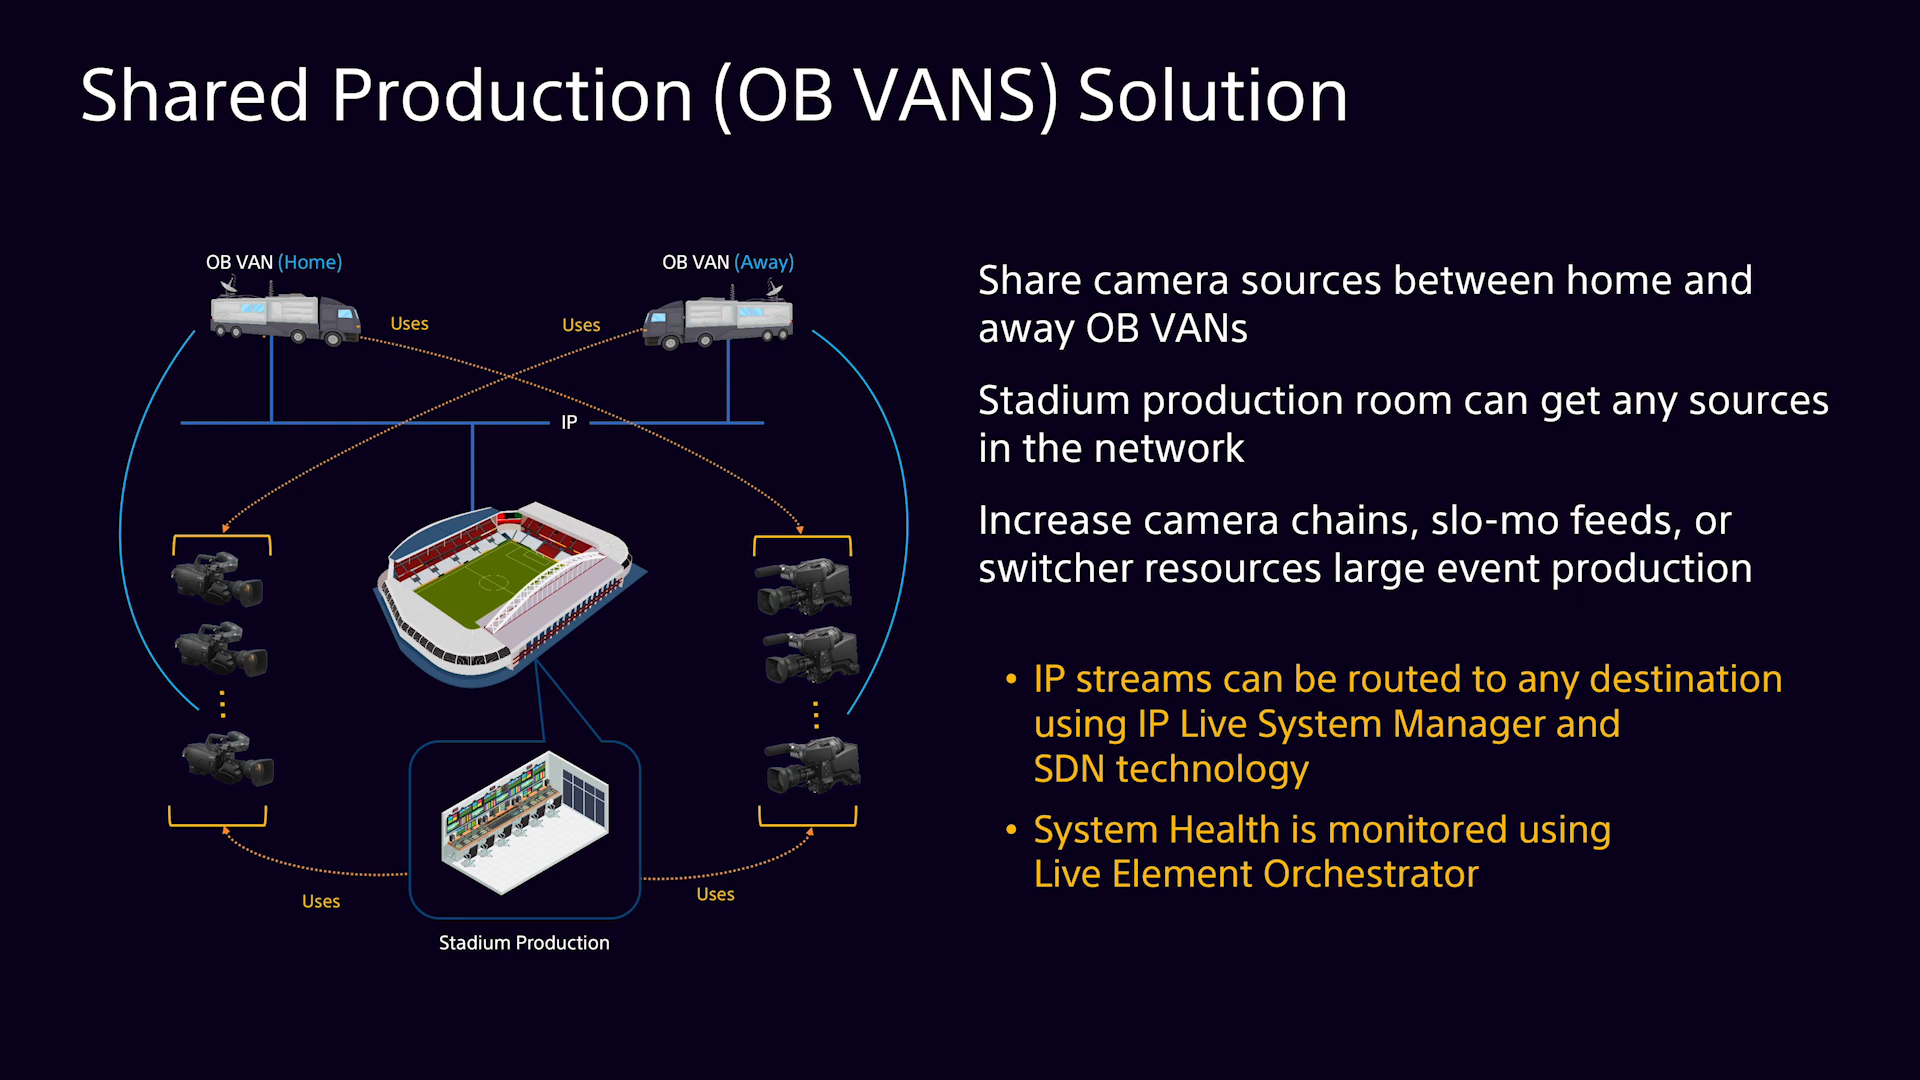 Shared Production (OB VANS) Solution
OB VAN (Home)
OB VAN (Away)
Uses
Uses
IP
Uses
Uses
Stadium Production
Share camera sources between home and
away OB VANs
Stadium production room can get any sources
in the network
Increase camera chains, slo-mo feeds, or
switcher resources large event production
• IP streams can be routed to any destination
using IP Live System Manager and
SDN technology
• System Health is monitored using
Live Element Orchestrator